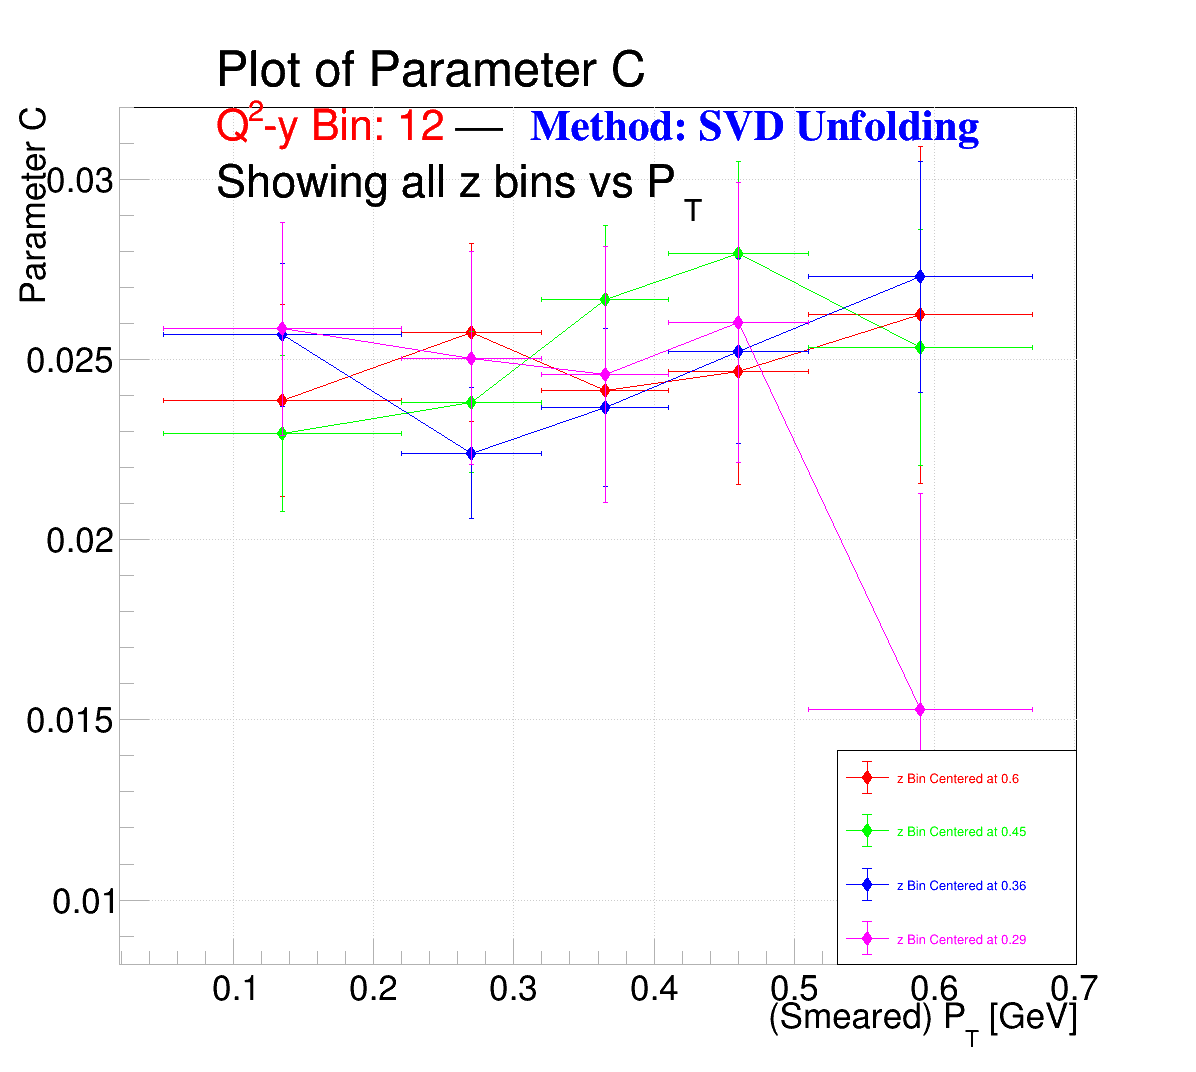 Plot of Parameter C
Q²-y Bin: 12 — Method: SVD Unfolding
Showing all z bins vs P_T
Parameter C
0.03
0.025
0.02
0.015
0.01
z Bin Centered at 0.6
z Bin Centered at 0.45
z Bin Centered at 0.36
z Bin Centered at 0.29
0.1 0.2 0.3 0.4 0.5 0.6 0.7
(Smeared) P_T [GeV]